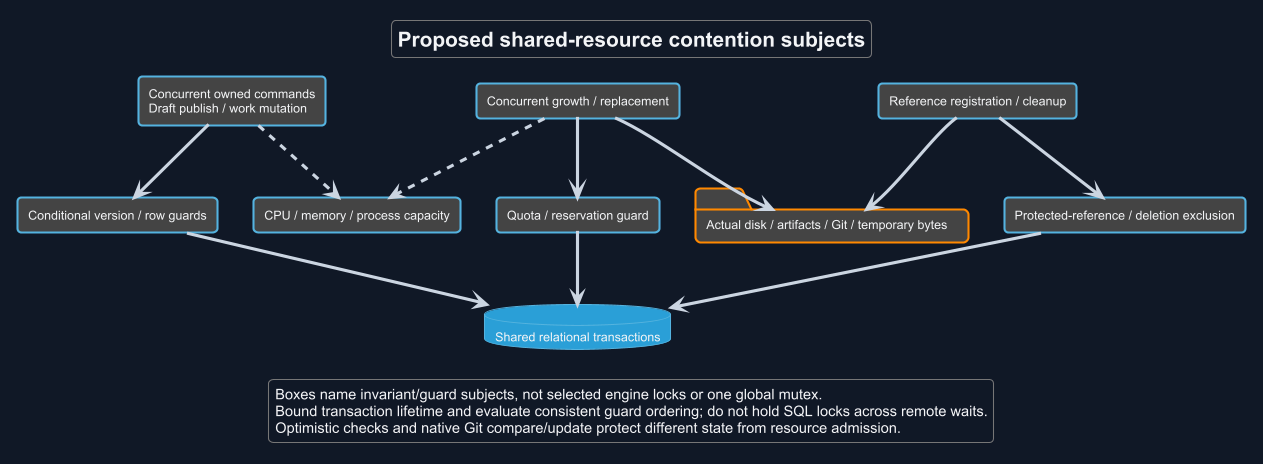 Proposed shared-resource contention subjects
Concurrent owned commands
Draft publish / work mutation
Concurrent growth / replacement
Reference registration / cleanup
Conditional version / row guards
CPU / memory / process capacity
Quota / reservation guard
Actual disk / artifacts / Git / temporary bytes
Protected-reference / deletion exclusion
Shared relational transactions
Boxes name invariant/guard subjects, not selected engine locks or one global mutex.
Bound transaction lifetime and evaluate consistent guard ordering; do not hold SQL locks across remote waits.
Optimistic checks and native Git compare/update protect different state from resource admission.